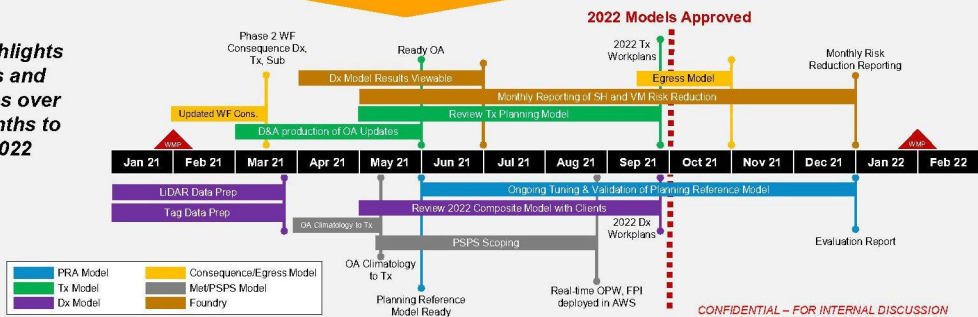 2022 Models Approved
hlights
s and
s over
nths to
2022
Phase 2 WF
Consequence Dx,
Tx, Sub
Ready OA
2022 Tx
Workplans
Monthly Risk
Reduction Reporting
Dx Model Results Viewable
Egress Model
Monthly Reporting of SH and VM Risk Reduction
Updated WF Cons.
Review Tx Planning Model
D&A production of OA Updates
WMP
WMP
Jan 21
Feb 21
Mar 21
Apr 21
May 21
Jun 21
Jul 21
Aug 21
Sep 21
Oct 21
Nov 21
Dec 21
Jan 22
Feb 22
LiDAR Data Prep
Ongoing Tuning & Validation of Planning Reference Model
Tag Data Prep
Review 2022 Composite Model with Clients
OA Climatology to Tx
2022 Dx
Workplans
PSPS Scoping
Evaluation Report
OA Climatology
to Tx
Planning Reference
Model Ready
Real-time OPW, FPI
deployed in AWS
PRA Model
Tx Model
Dx Model
Consequence/Egress Model
Met/PSPS Model
Foundry
CONFIDENTIAL – FOR INTERNAL DISCUSSION